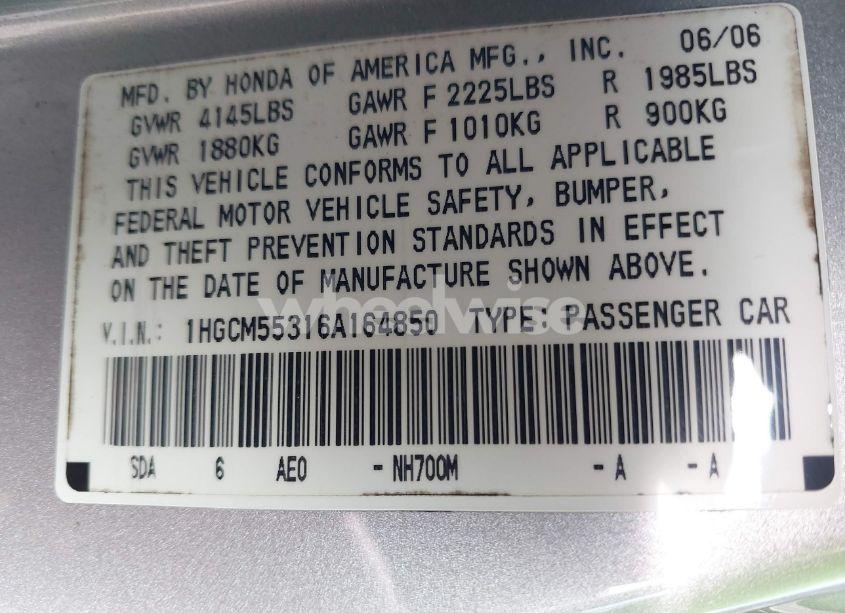 MFD. BY HONDA OF AMERICA MFG., INC. 06/06
GVWR 4145LBS GAWR F 2225LBS R 1985LBS
GVWR 1880KG GAWR F 1010KG R 900KG
THIS VEHICLE CONFORMS TO ALL APPLICABLE
FEDERAL MOTOR VEHICLE SAFETY, BUMPER,
AND THEFT PREVENTION STANDARDS IN EFFECT
ON THE DATE OF MANUFACTURE SHOWN ABOVE.
wheelwise
V.I.N.: 1HGCM55316A164850 TYPE: PASSENGER CAR
SDA 6 AE0 - NH700M - A - A